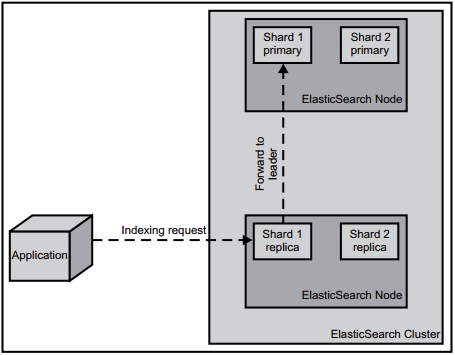 Shard 1
primary
Shard 2
primary
ElasticSearch Node
Forward to
leader
Application
Indexing request
Shard 1
replica
Shard 2
replica
ElasticSearch Node
ElasticSearch Cluster